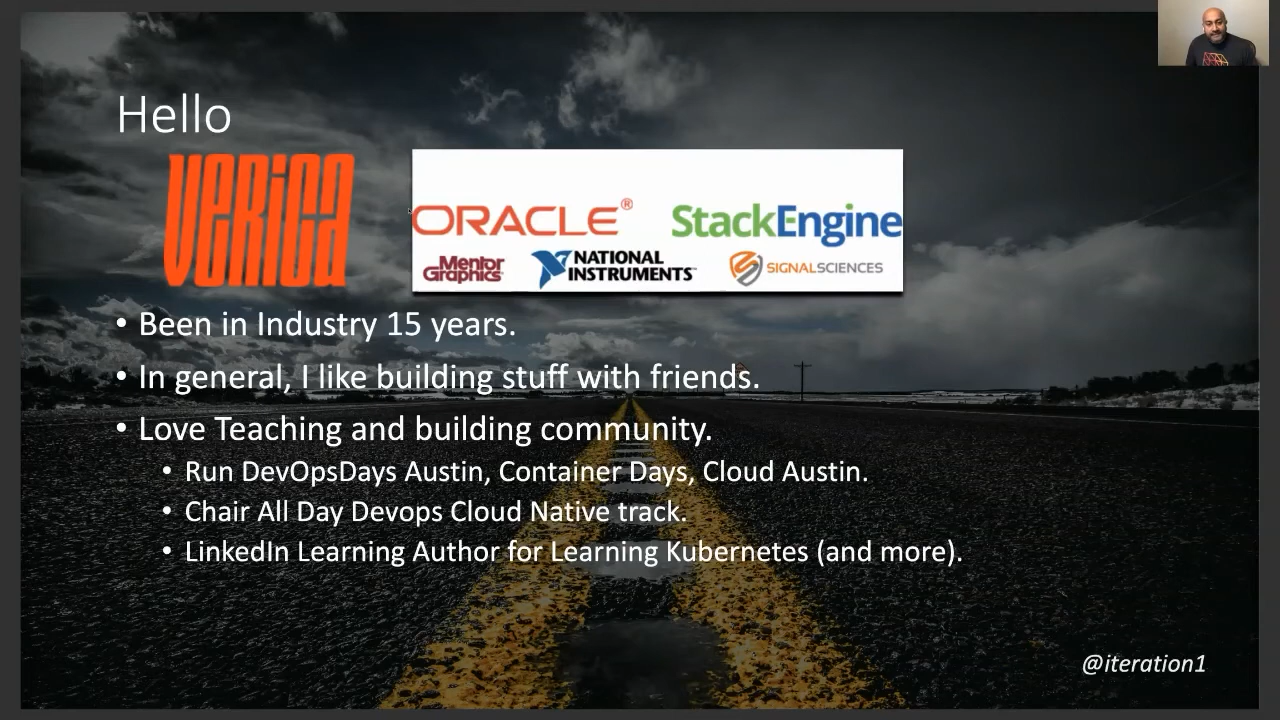 Hello
VERICA
ORACLE® StackEngine
Mentor Graphics NATIONAL INSTRUMENTS™ SIGNALSCIENCES
• Been in Industry 15 years.
• In general, I like building stuff with friends.
• Love Teaching and building community.
• Run DevOpsDays Austin, Container Days, Cloud Austin.
• Chair All Day Devops Cloud Native track.
• LinkedIn Learning Author for Learning Kubernetes (and more).
@iteration1